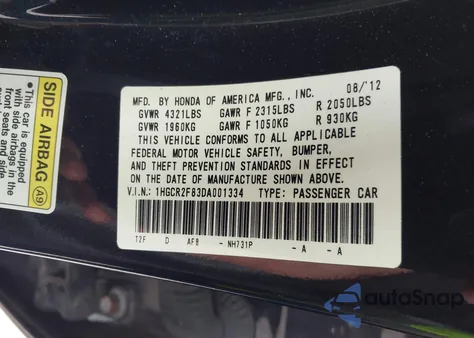 SIDE AIRBAG A9
•This car is equipped
with side airbags in the
front seats and side
MFD. BY HONDA OF AMERICA MFG., INC. 08/'12
GVWR 4321LBS GAWR F 2315LBS R 2050LBS
GVWR 1960KG GAWR F 1050KG R 930KG
THIS VEHICLE CONFORMS TO ALL APPLICABLE
FEDERAL MOTOR VEHICLE SAFETY, BUMPER,
AND THEFT PREVENTION STANDARDS IN EFFECT
ON THE DATE OF MANUFACTURE SHOWN ABOVE.
V.I.N.: 1HGCR2F83DA001334 TYPE: PASSENGER CAR
T2F D AF8 - NH731P -A -A
autoSnap